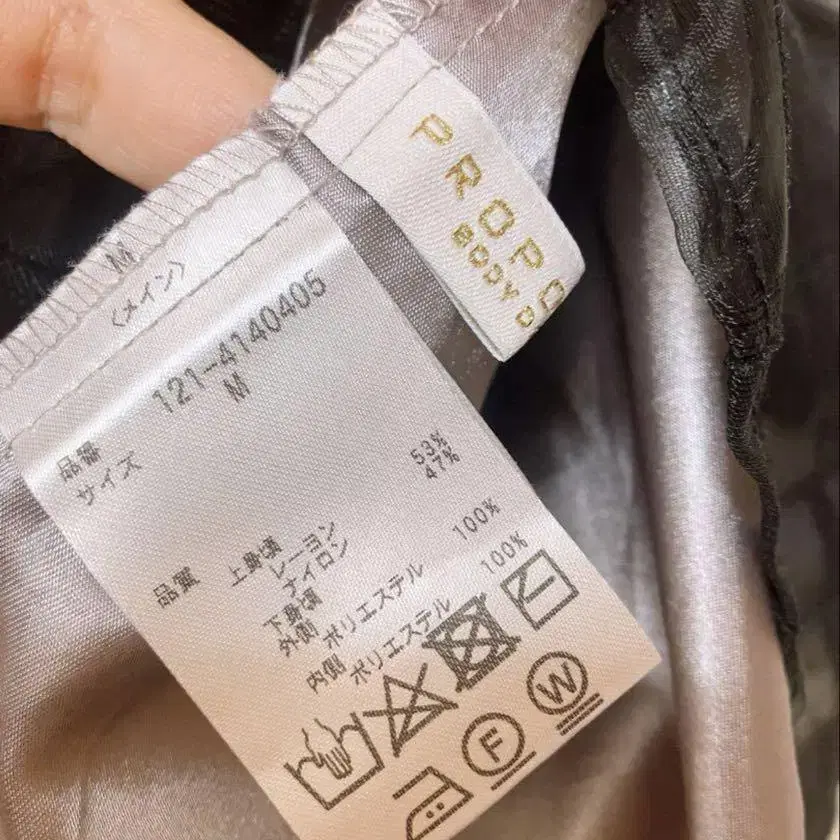 PROPO
BODY D
M
〈メイン〉
品番 121-4140405
サイズ M
品質 上身頃
レーヨン 53%
ナイロン 47%
下身頃
外側 ポリエステル 100%
内側 ポリエステル 100%
F
W